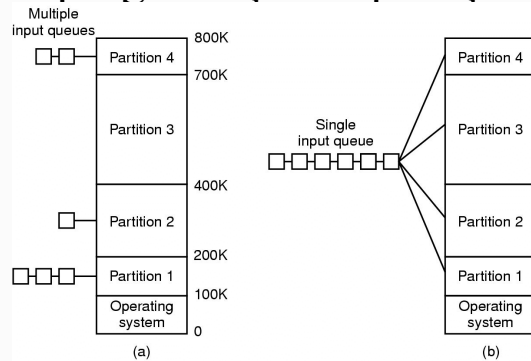 Multiple
input queues
800K
Partition 4
700K
Partition 3
400K
Partition 2
200K
Partition 1
100K
Operating
system
0
(a)
Single
input queue
Partition 4
Partition 3
Partition 2
Partition 1
Operating
system
(b)